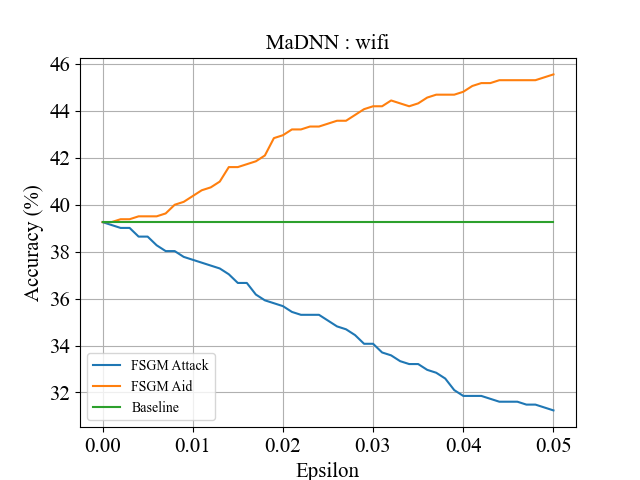 MaDNN : wifi
46
44
42
40
38
36
34
32
Accuracy (%)
FSGM Attack
FSGM Aid
Baseline
0.00 0.01 0.02 0.03 0.04 0.05
Epsilon